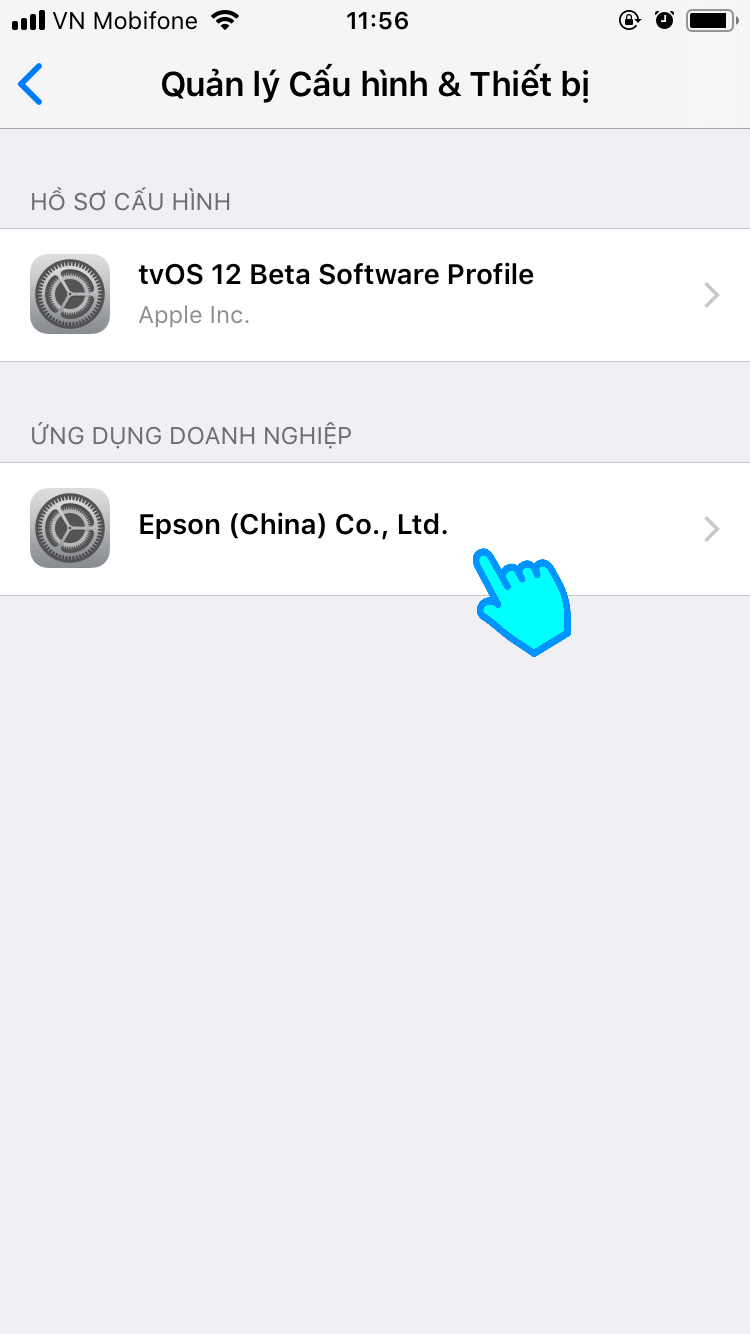 VN Mobifone 11:56
Quản lý Cấu hình & Thiết bị
HỒ SƠ CẤU HÌNH
tvOS 12 Beta Software Profile
Apple Inc.
ỨNG DỤNG DOANH NGHIỆP
Epson (China) Co., Ltd.